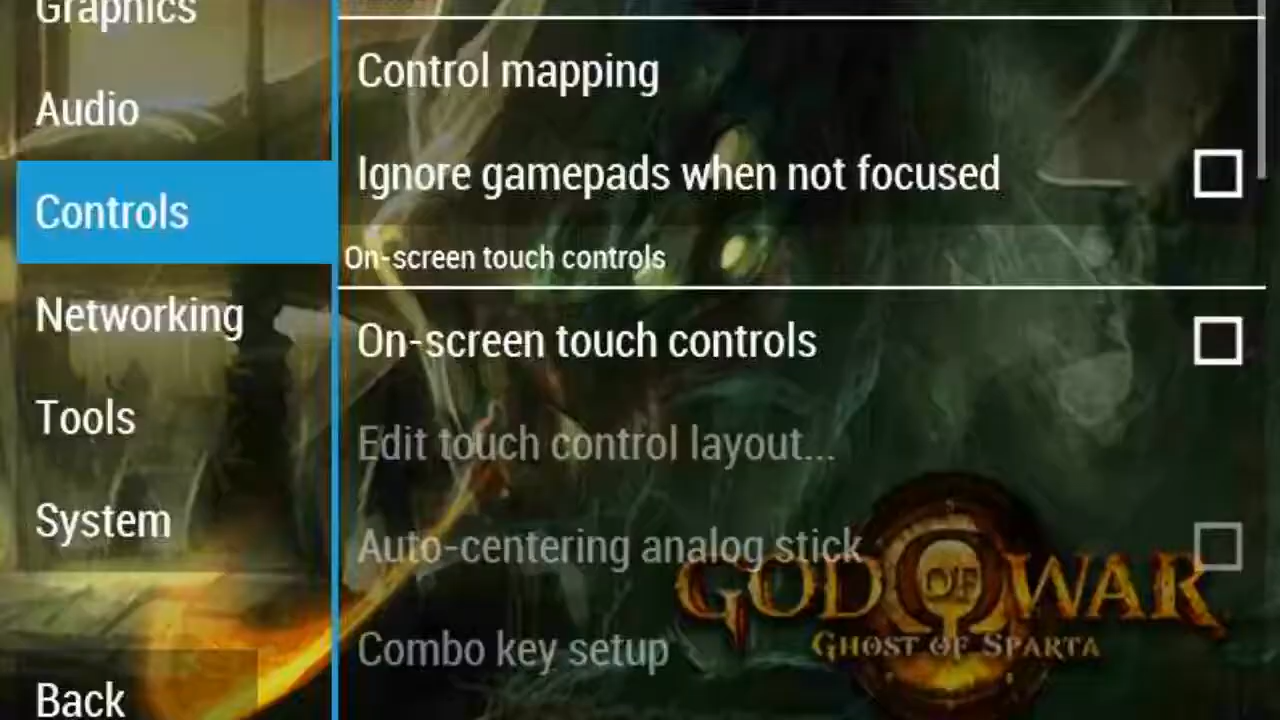 Graphics
Audio
Controls
Networking
Tools
System
Back
Control mapping
Ignore gamepads when not focused
On-screen touch controls
On-screen touch controls
Edit touch control layout...
Auto-centering analog stick
Combo key setup
GOD OF WAR
GHOST OF SPARTA